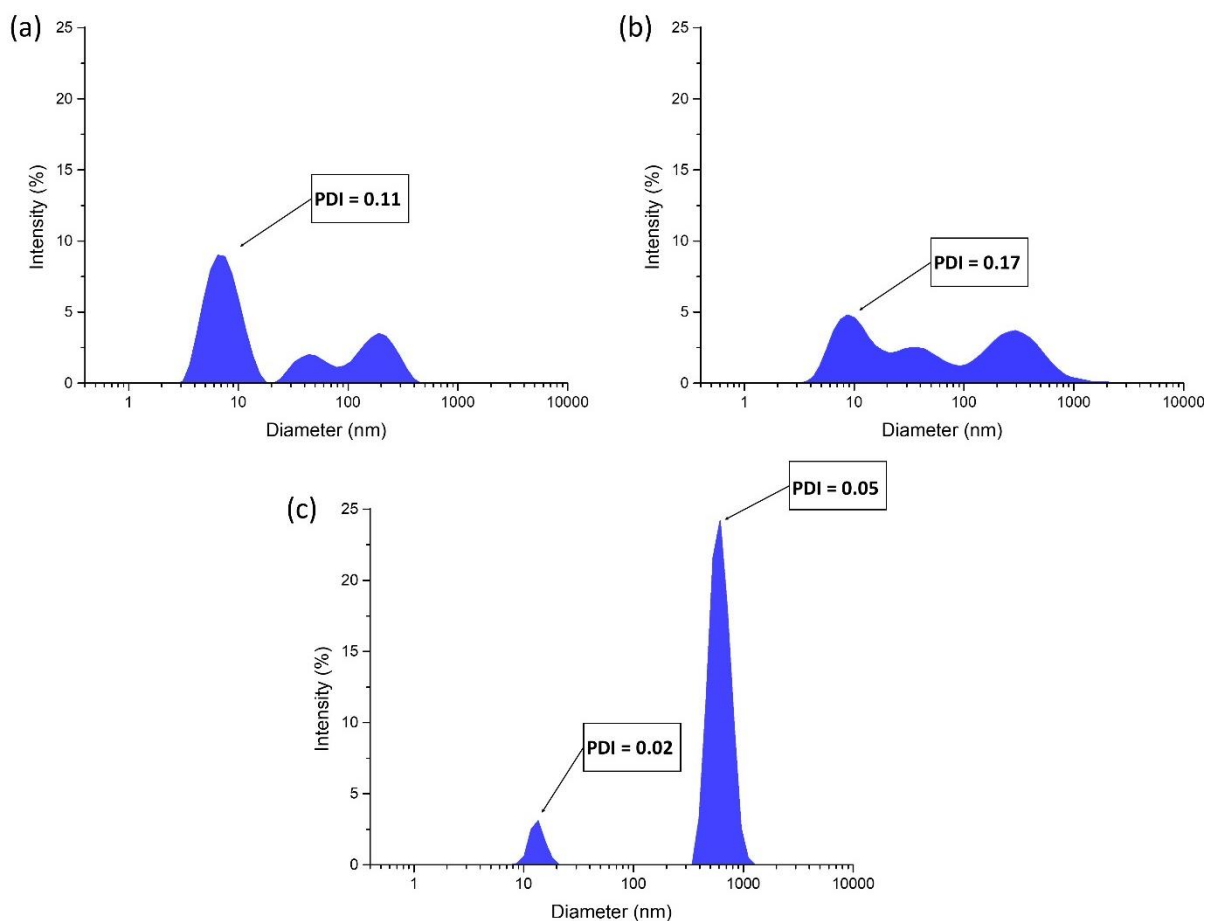 (a)
25
20
15
10
5
0
Intensity (%)
PDI = 0.11
1 10 100 1000 10000
Diameter (nm)
(b)
25
20
15
10
5
0
Intensity (%)
PDI = 0.17
1 10 100 1000 10000
Diameter (nm)
(c)
25
20
15
10
5
0
Intensity (%)
PDI = 0.05
PDI = 0.02
1 10 100 1000 10000
Diameter (nm)